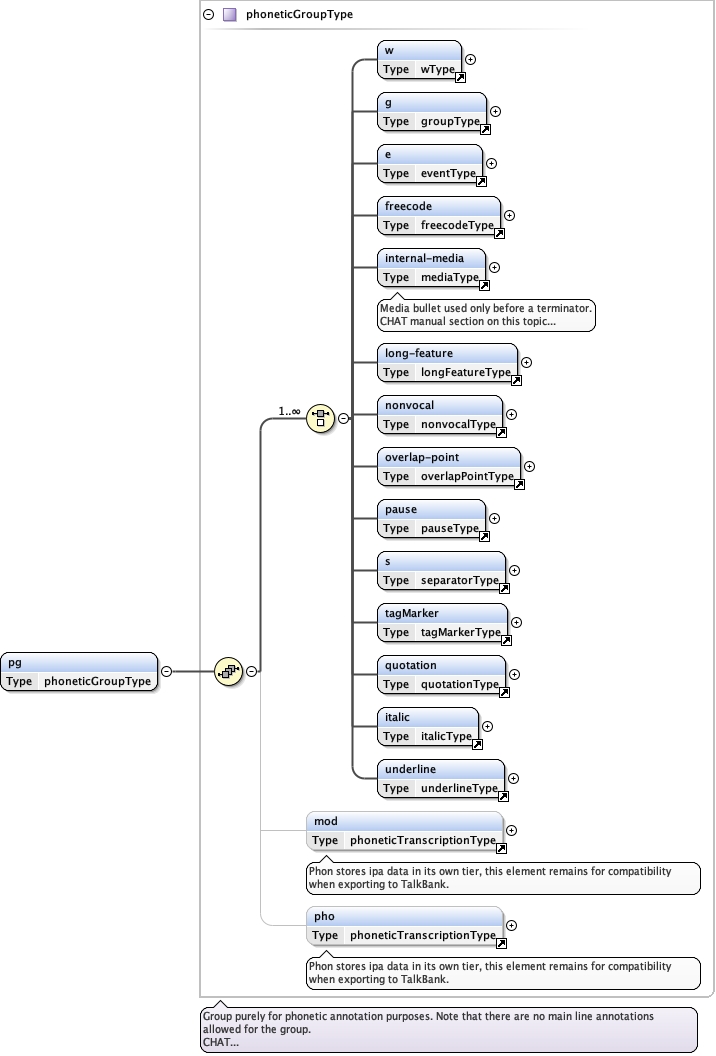 phoneticGroupType
w
Type wType
g
Type groupType
e
Type eventType
freecode
Type freecodeType
internal-media
Type mediaType
Media bullet used only before a terminator.
CHAT manual section on this topic...
long-feature
Type longFeatureType
1..∞
nonvocal
Type nonvocalType
overlap-point
Type overlapPointType
pause
Type pauseType
s
Type separatorType
tagMarker
Type tagMarkerType
pg
Type phoneticGroupType
quotation
Type quotationType
italic
Type italicType
underline
Type underlineType
mod
Type phoneticTranscriptionType
Phon stores ipa data in its own tier, this element remains for compatibility
when exporting to TalkBank.
pho
Type phoneticTranscriptionType
Phon stores ipa data in its own tier, this element remains for compatibility
when exporting to TalkBank.
Group purely for phonetic annotation purposes. Note that there are no main line annotations
allowed for the group.
CHAT...